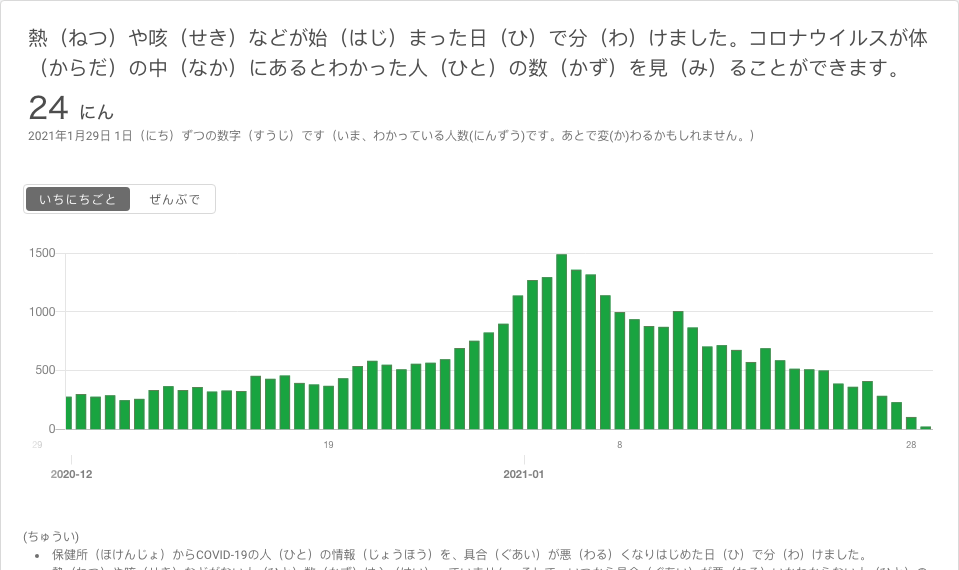 熱（ねつ）や咳（せき）などが始（はじ）まった日（ひ）で分（わ）けました。コロナウイルスが体
（からだ）の中（なか）にあるとわかった人（ひと）の数（かず）を見（み）ることができます。
24 にん
2021年1月29日 1日（にち）ずつの数字（すうじ）です（いま、わかっている人数(にんずう)です。あとで変(か)わるかもしれません。）
いちにちごと ぜんぶで
1500
1000
500
0
29 19 8 28
2020-12 2021-01
(ちゅうい)
• 保健所（ほけんじょ）からCOVID-19の人（ひと）の情報（じょうほう）を、具合（ぐあい）が悪（わる）くなりはじめた日（ひ）で分（わ）けました。